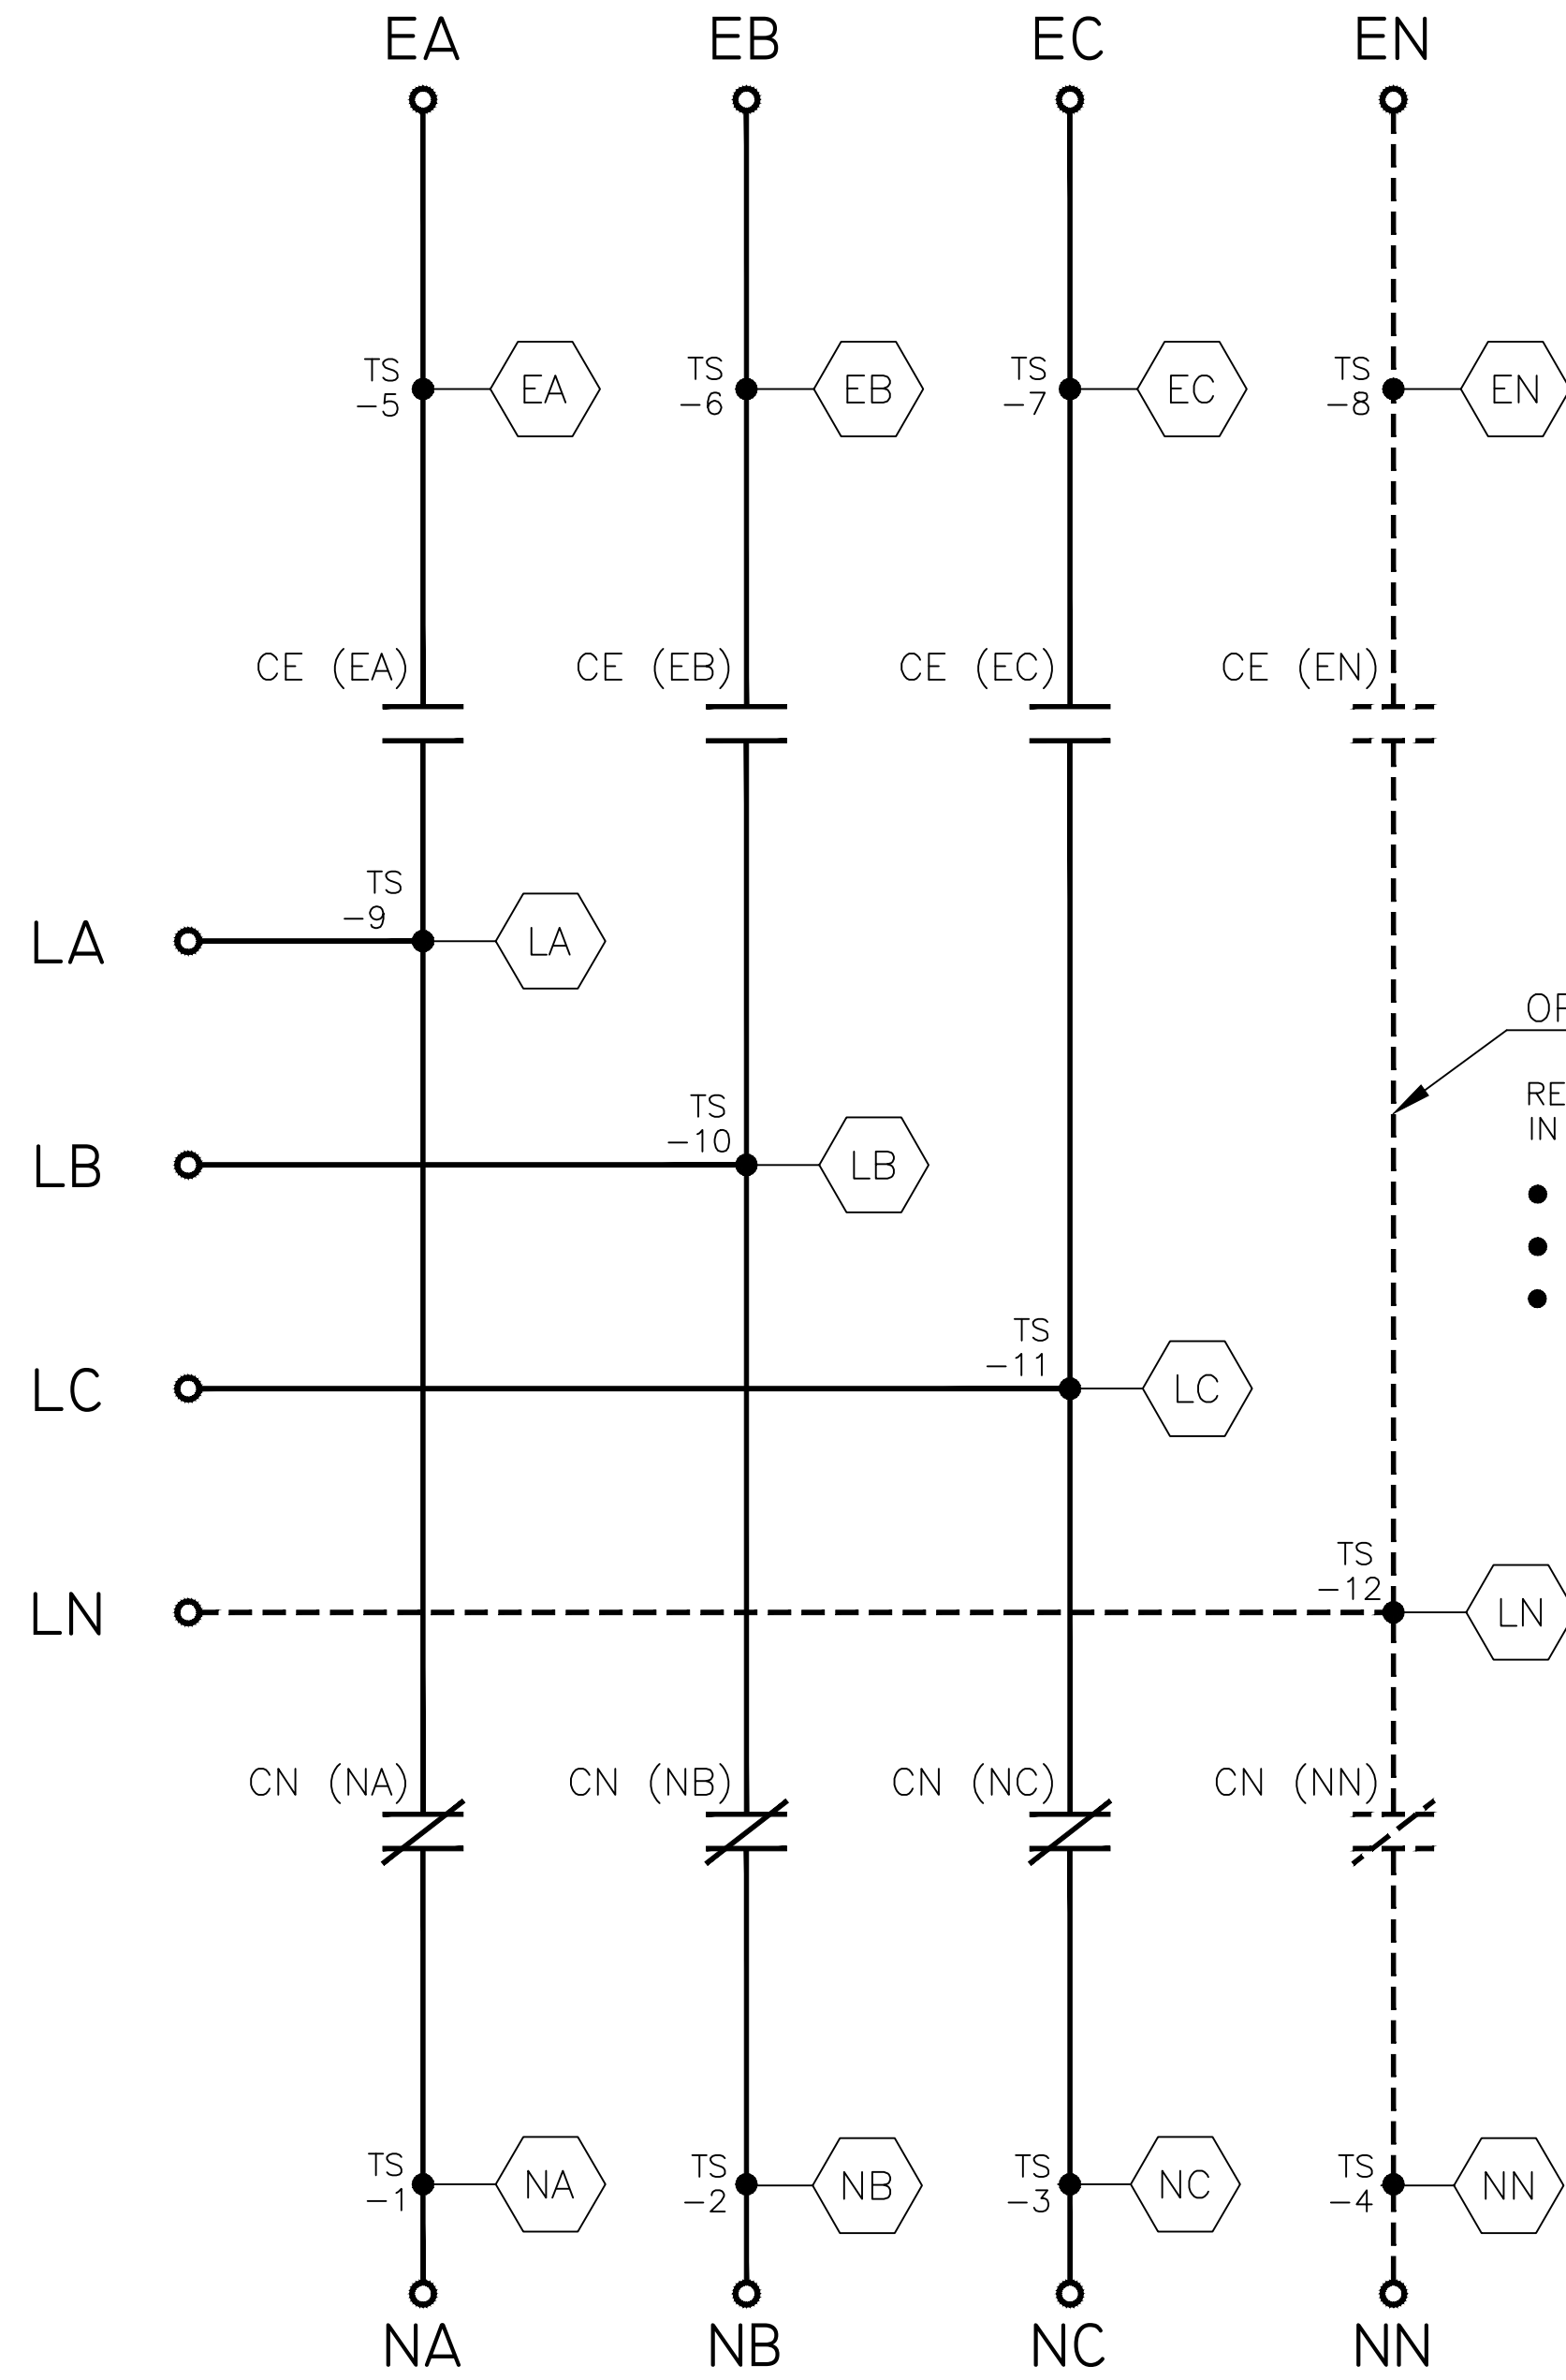 EA EB EC EN
TS TS TS TS
-5 -6 -7 -8
EA EB EC EN
CE (EA) CE (EB) CE (EC) CE (EN)
TS
-9
LA
LA
TS
-10
LB
LB
TS
-11
LC
LC
IN
TS
-12
LN
LN
CN (NA) CN (NB) CN (NC) CN (NN)
TS TS TS TS
-1 -2 -3 -4
NA NB NC NN
NA NB NC NN